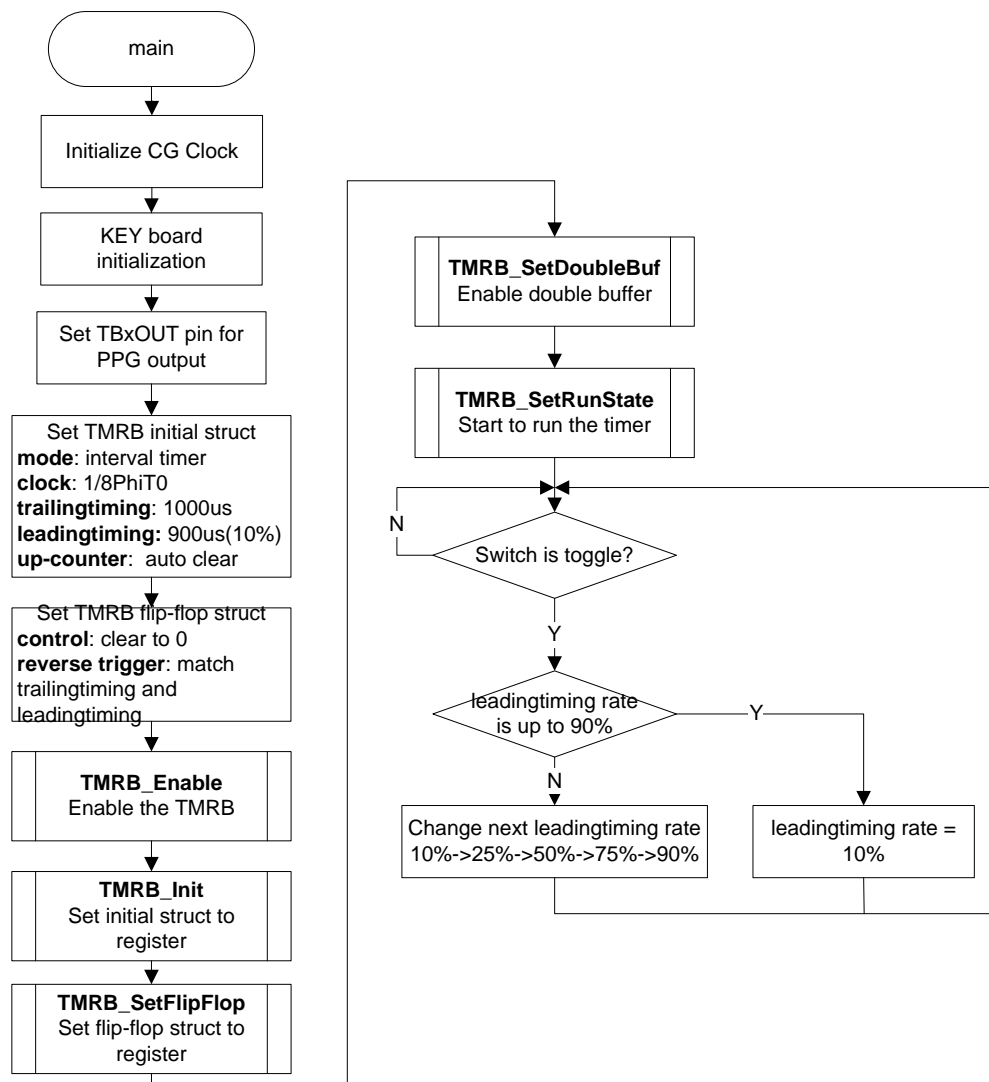 main
Initialize CG Clock
KEY board
initialization
Set TBxOUT pin for
PPG output
Set TMRB initial struct
mode: interval timer
clock: 1/8PhiT0
trailingtiming: 1000us
leadingtiming: 900us(10%)
up-counter:  auto clear
Set TMRB flip-flop struct
control: clear to 0
reverse trigger: match
trailingtiming and
leadingtiming
TMRB_Enable
Enable the TMRB
TMRB_Init
Set initial struct to
register
TMRB_SetFlipFlop
Set flip-flop struct to
register
TMRB_SetDoubleBuf
Enable double buffer
TMRB_SetRunState
Start to run the timer
N
Switch is toggle?
Y
leadingtiming rate
is up to 90%
Y
N
Change next leadingtiming rate
10%->25%->50%->75%->90%
leadingtiming rate =
10%